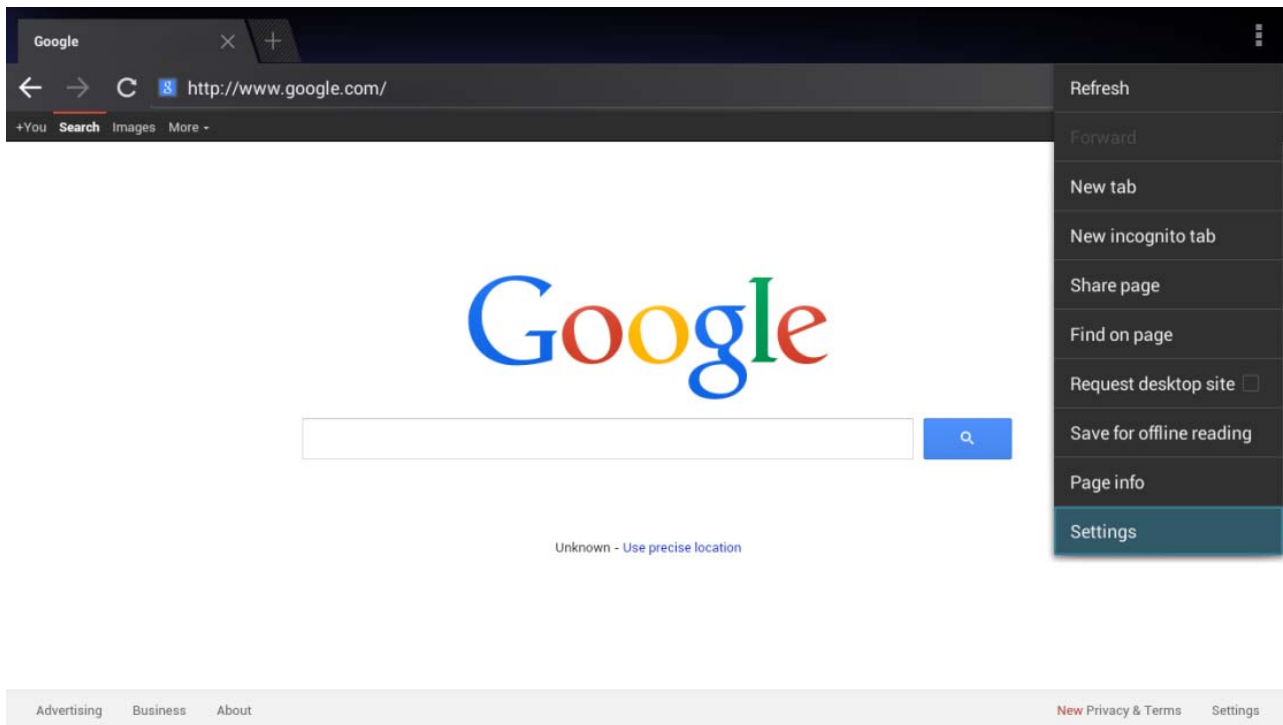 Google
http://www.google.com/
+You Search Images More
Refresh
Forward
New tab
New incognito tab
Share page
Find on page
Request desktop site
Save for offline reading
Page info
Settings
Google
Unknown - Use precise location
Advertising Business About
New Privacy & Terms Settings